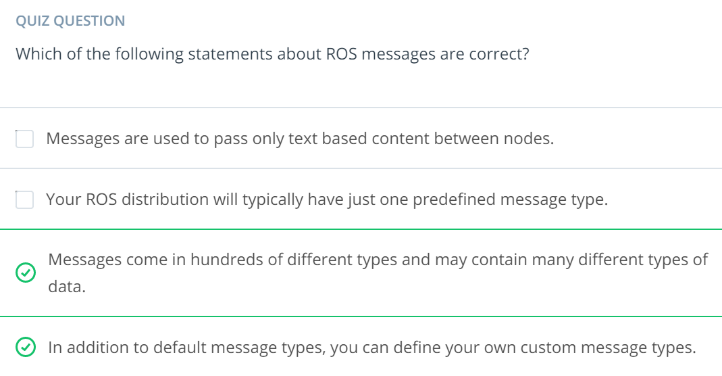 QUIZ QUESTION
Which of the following statements about ROS messages are correct?
Messages are used to pass only text based content between nodes.
Your ROS distribution will typically have just one predefined message type.
Messages come in hundreds of different types and may contain many different types of
data.
In addition to default message types, you can define your own custom message types.